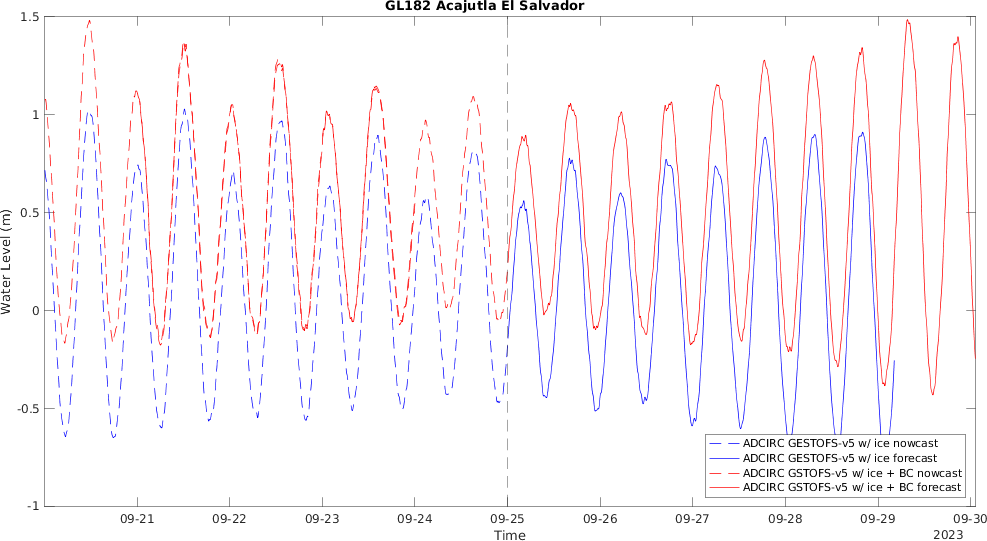 GL182 Acajutla El Salvador
1.5
1
0.5
0
-0.5
-1
Water Level (m)
ADCIRC GESTOFS-v5 w/ ice nowcast
ADCIRC GESTOFS-v5 w/ ice forecast
ADCIRC GSTOFS-v5 w/ ice + BC nowcast
ADCIRC GSTOFS-v5 w/ ice + BC forecast
09-21 09-22 09-23 09-24 09-25 09-26 09-27 09-28 09-29 09-30
Time
2023